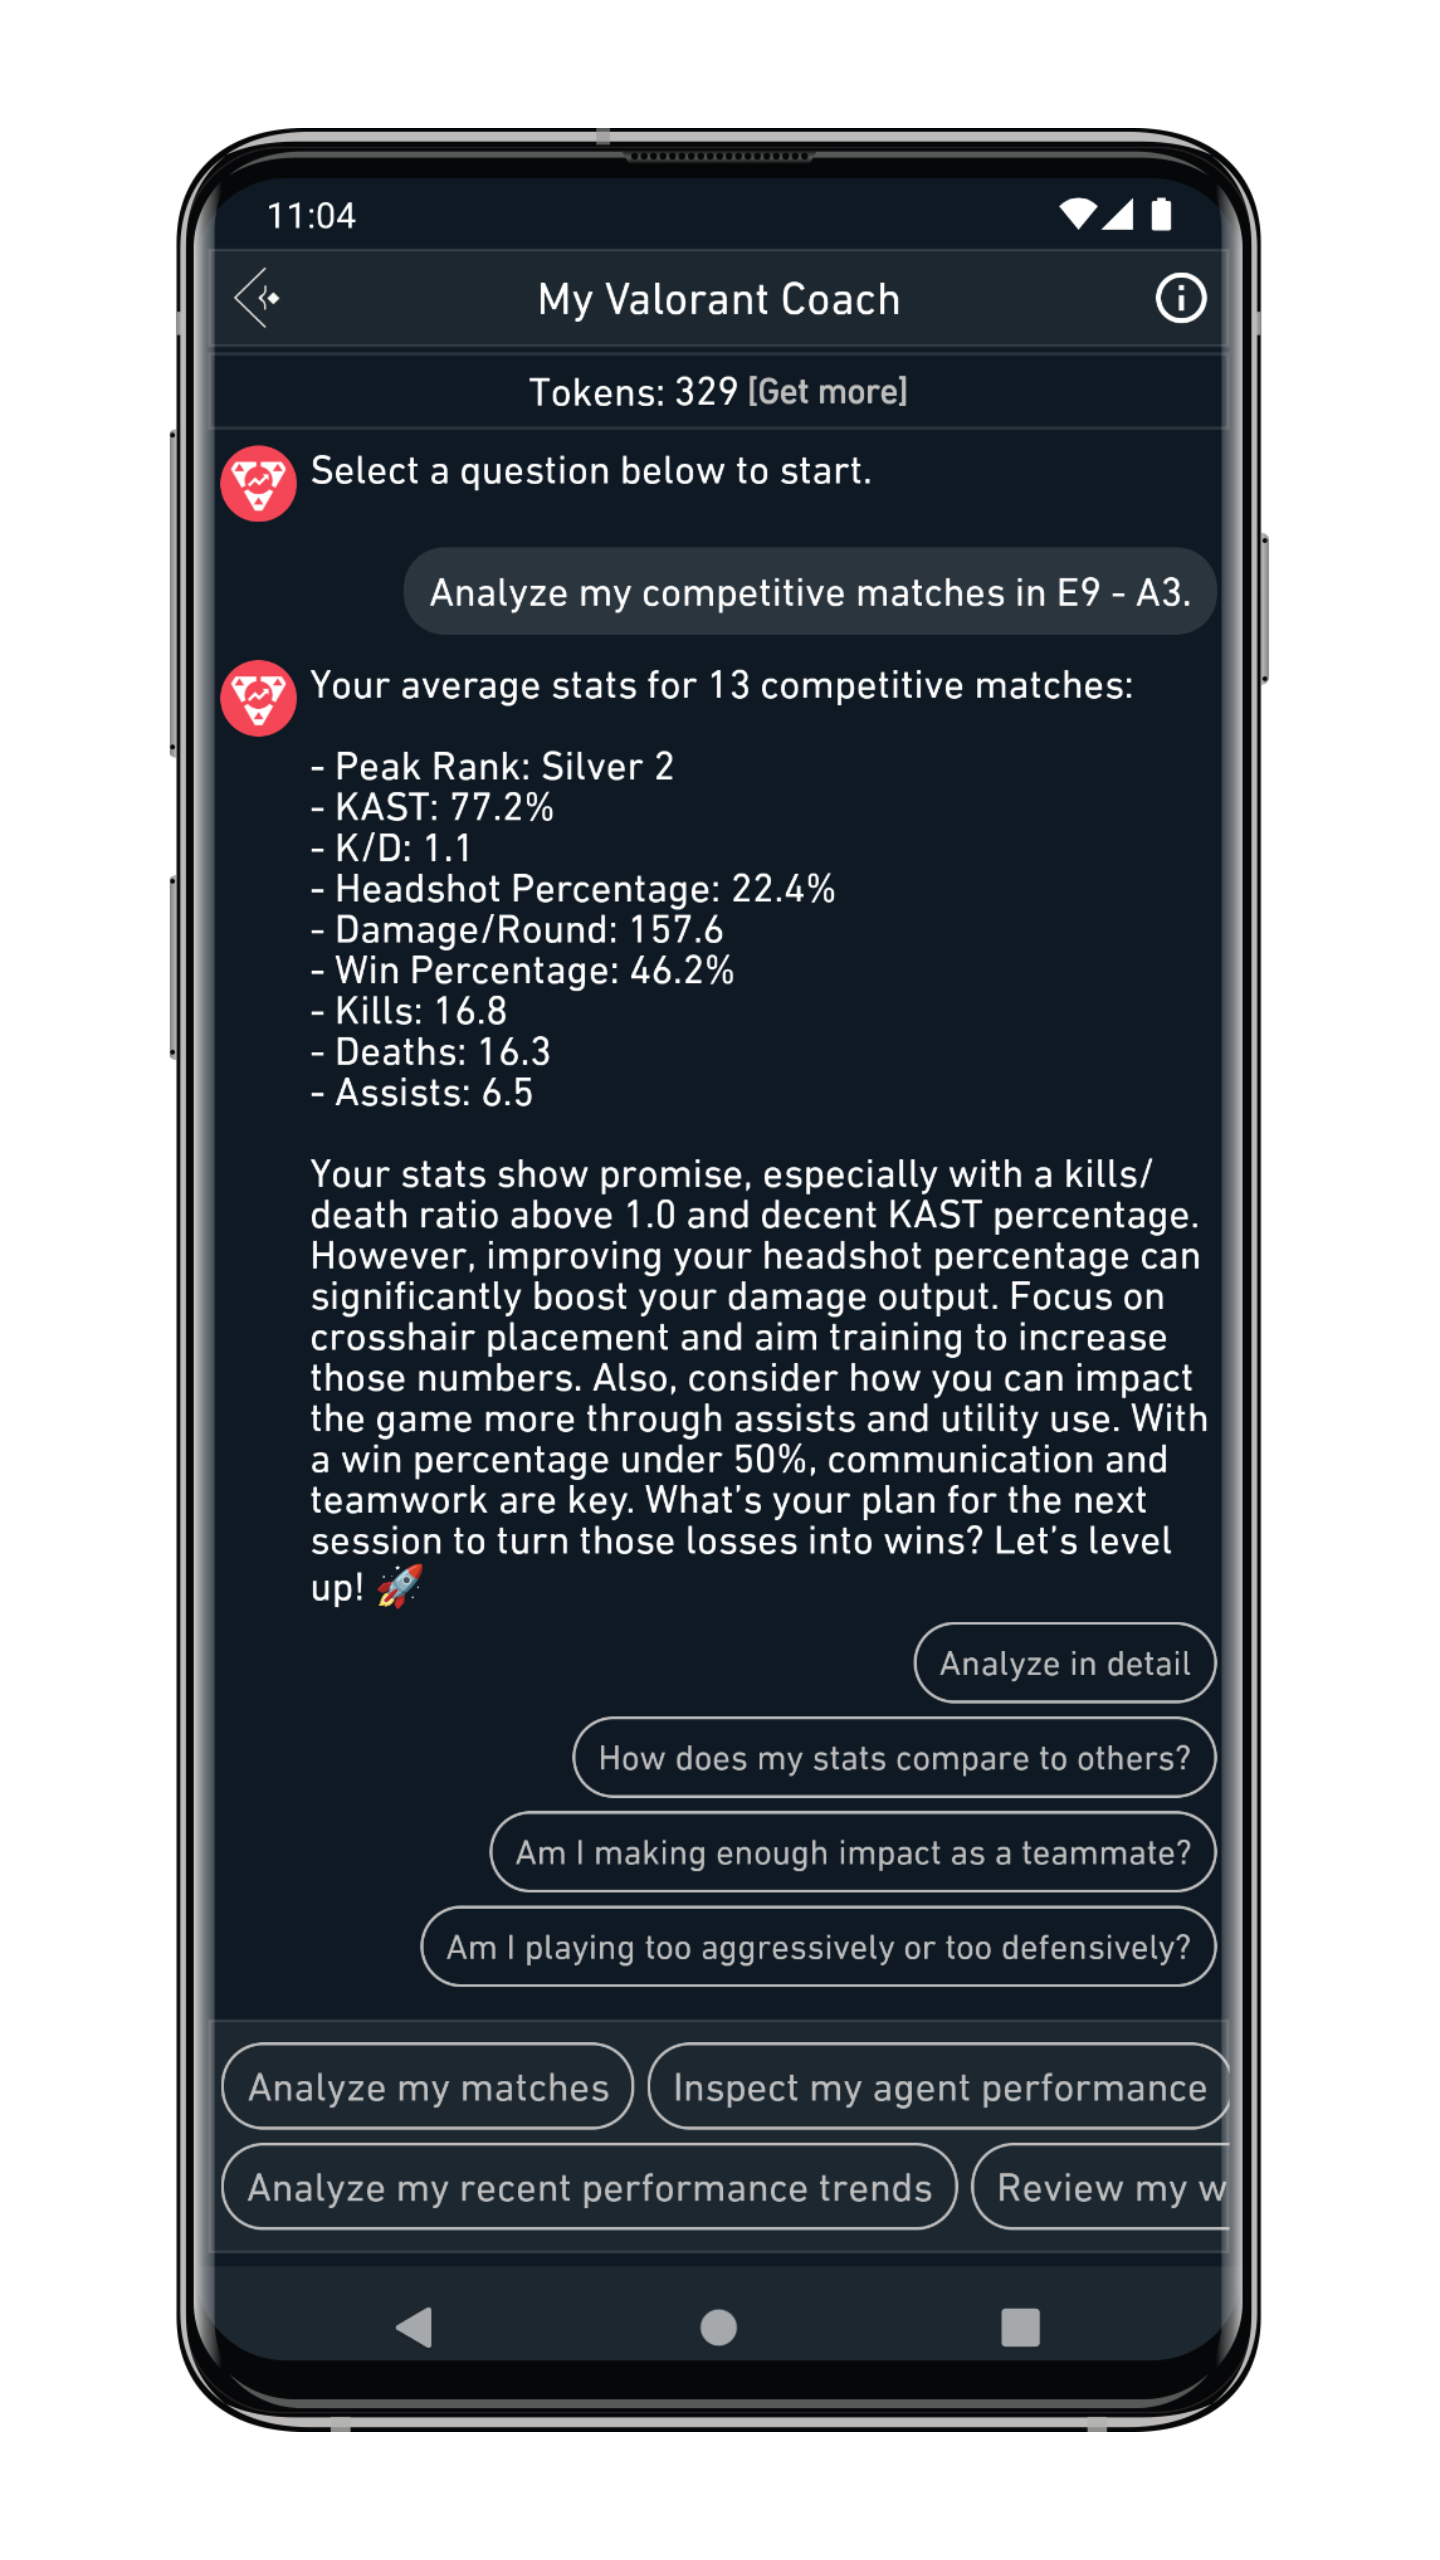 11:04
My Valorant Coach
Tokens: 329 [Get more]
Select a question below to start.
Analyze my competitive matches in E9 - A3.
Your average stats for 13 competitive matches:
- Peak Rank: Silver 2
- KAST: 77.2%
- K/D: 1.1
- Headshot Percentage: 22.4%
- Damage/Round: 157.6
- Win Percentage: 46.2%
- Kills: 16.8
- Deaths: 16.3
- Assists: 6.5
Your stats show promise, especially with a kills/
death ratio above 1.0 and decent KAST percentage.
However, improving your headshot percentage can
significantly boost your damage output. Focus on
crosshair placement and aim training to increase
those numbers. Also, consider how you can impact
the game more through assists and utility use. With
a win percentage under 50%, communication and
teamwork are key. What's your plan for the next
session to turn those losses into wins? Let's level
up! 🚀
Analyze in detail
How does my stats compare to others?
Am I making enough impact as a teammate?
Am I playing too aggressively or too defensively?
Analyze my matches
Inspect my agent performance
Analyze my recent performance trends
Review my w